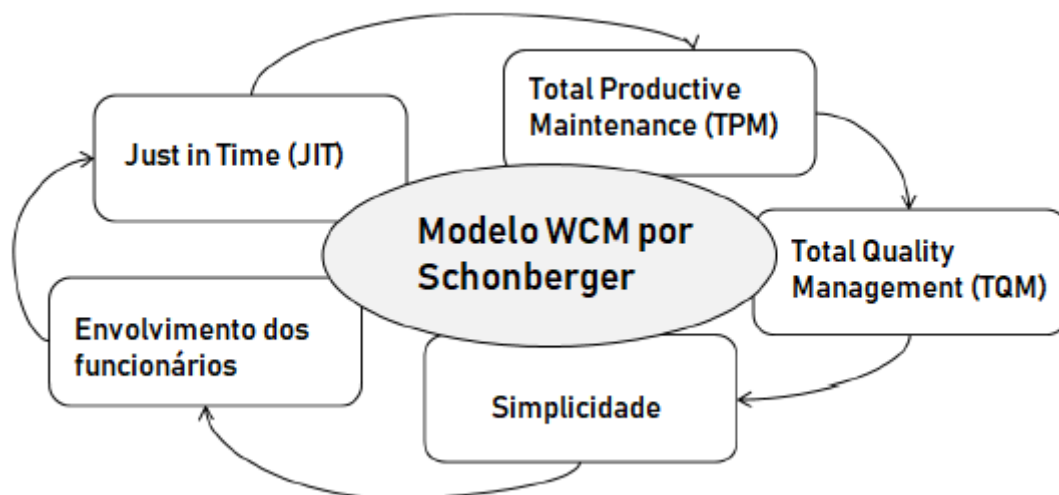 Just in Time (JIT)
Total Productive
Maintenance (TPM)
Modelo WCM por
Schonberger
Total Quality
Management (TQM)
Envolvimento dos
funcionários
Simplicidade